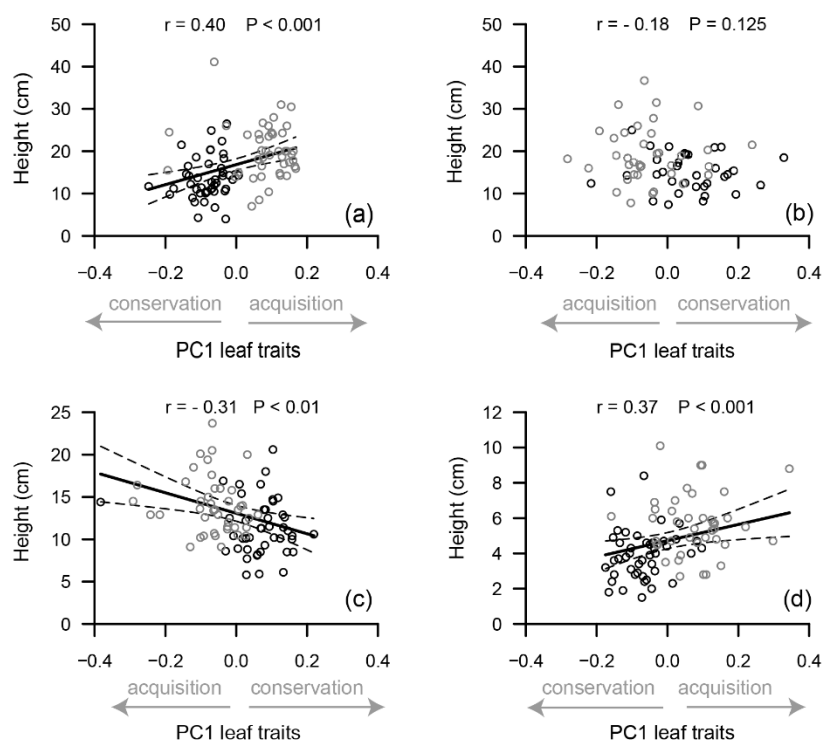 r = 0.40 P < 0.001
Height (cm)
50
40
30
20
10
0
(a)
−0.4 −0.2 0.0 0.2 0.4
conservation acquisition
PC1 leaf traits
r = - 0.18 P = 0.125
Height (cm)
50
40
30
20
10
0
(b)
−0.4 −0.2 0.0 0.2 0.4
acquisition conservation
PC1 leaf traits
r = - 0.31 P < 0.01
Height (cm)
25
20
15
10
5
0
(c)
−0.4 −0.2 0.0 0.2 0.4
acquisition conservation
PC1 leaf traits
r = 0.37 P < 0.001
Height (cm)
12
10
8
6
4
2
0
(d)
−0.4 −0.2 0.0 0.2 0.4
conservation acquisition
PC1 leaf traits